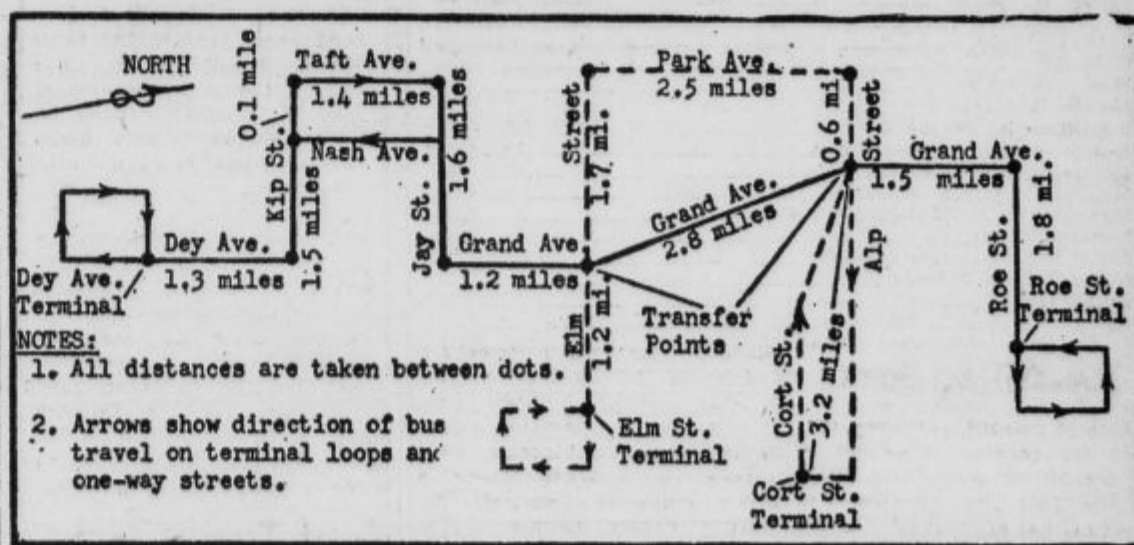 NORTH
0.1 mile
Taft Ave.
1.4 miles
Nash Ave.
Kip St.
1.5 miles
1.6 miles
Jay St.
Dey Ave.
1.3 miles
Dey Ave.
Terminal
Grand Ave.
1.2 miles
Street
1.7 mi.
Elm
1.2 mi.
Park Ave.
2.5 miles
0.6 mi
Street
Alp
Grand Ave.
2.8 miles
Grand Ave.
1.5
miles
1.8 mi.
Roe St.
Roe St.
Terminal
Transfer
Points
Cort St.
3.2 miles
Elm St.
Terminal
Cort St.
Terminal
NOTES:
1. All distances are taken between dots.
2. Arrows show direction of bus
travel on terminal loops and
one-way streets.